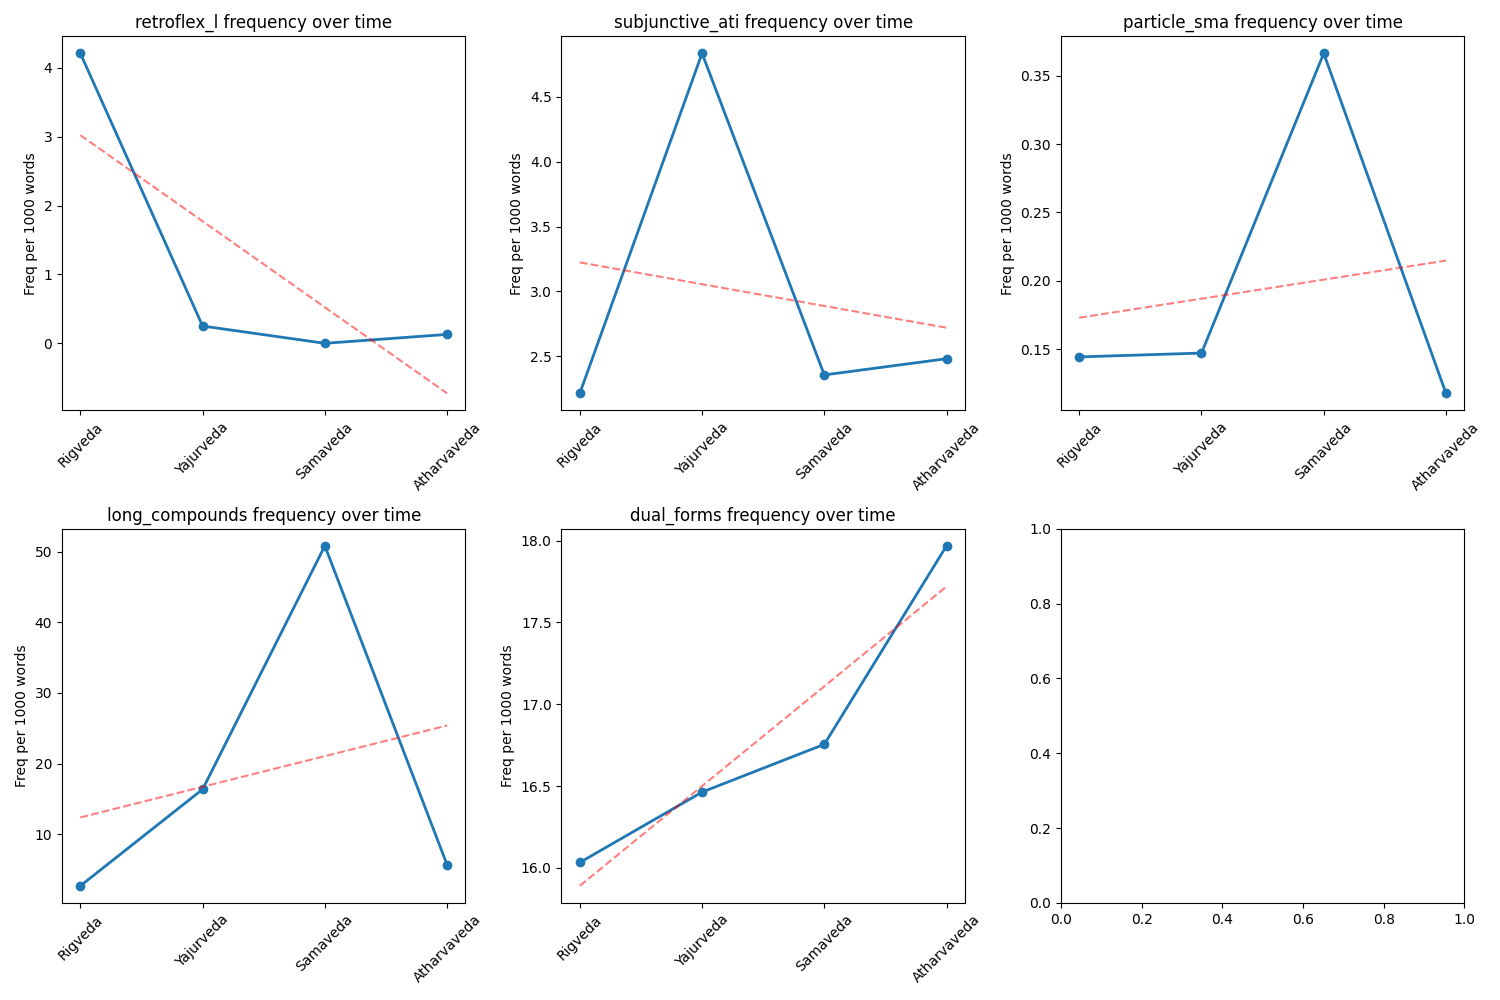 retroflex_l frequency over time
Freq per 1000 words
4
3
2
1
0
Rigveda
Yajurveda
Samaveda
Atharvaveda
subjunctive_ati frequency over time
Freq per 1000 words
4.5
4.0
3.5
3.0
2.5
Rigveda
Yajurveda
Samaveda
Atharvaveda
particle_sma frequency over time
Freq per 1000 words
0.35
0.30
0.25
0.20
0.15
Rigveda
Yajurveda
Samaveda
Atharvaveda
long_compounds frequency over time
Freq per 1000 words
50
40
30
20
10
Rigveda
Yajurveda
Samaveda
Atharvaveda
dual_forms frequency over time
Freq per 1000 words
18.0
17.5
17.0
16.5
16.0
Rigveda
Yajurveda
Samaveda
Atharvaveda
1.0
0.8
0.6
0.4
0.2
0.0
0.0 0.2 0.4 0.6 0.8 1.0